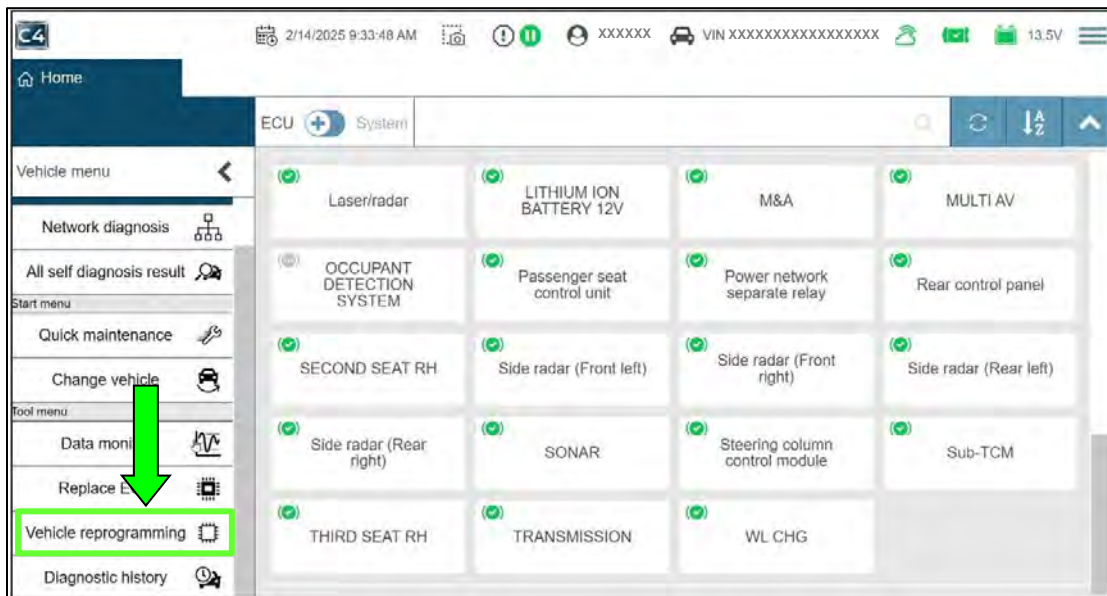 C4
2/14/2025 9:33:48 AM
XXXXXX
VIN XXXXXXXXXXXXXXXXX
13.5V
Home
ECU
System
Vehicle menu
Network diagnosis
All self diagnosis result
Start menu
Quick maintenance
Change vehicle
Tool menu
Data moni
Replace E
Vehicle reprogramming
Diagnostic history
Laser/radar
LITHIUM ION
BATTERY 12V
M&A
MULTI AV
OCCUPANT
DETECTION
SYSTEM
Passenger seat
control unit
Power network
separate relay
Rear control panel
SECOND SEAT RH
Side radar (Front left)
Side radar (Front
right)
Side radar (Rear left)
Side radar (Rear
right)
SONAR
Steering column
control module
Sub-TCM
THIRD SEAT RH
TRANSMISSION
WL CHG